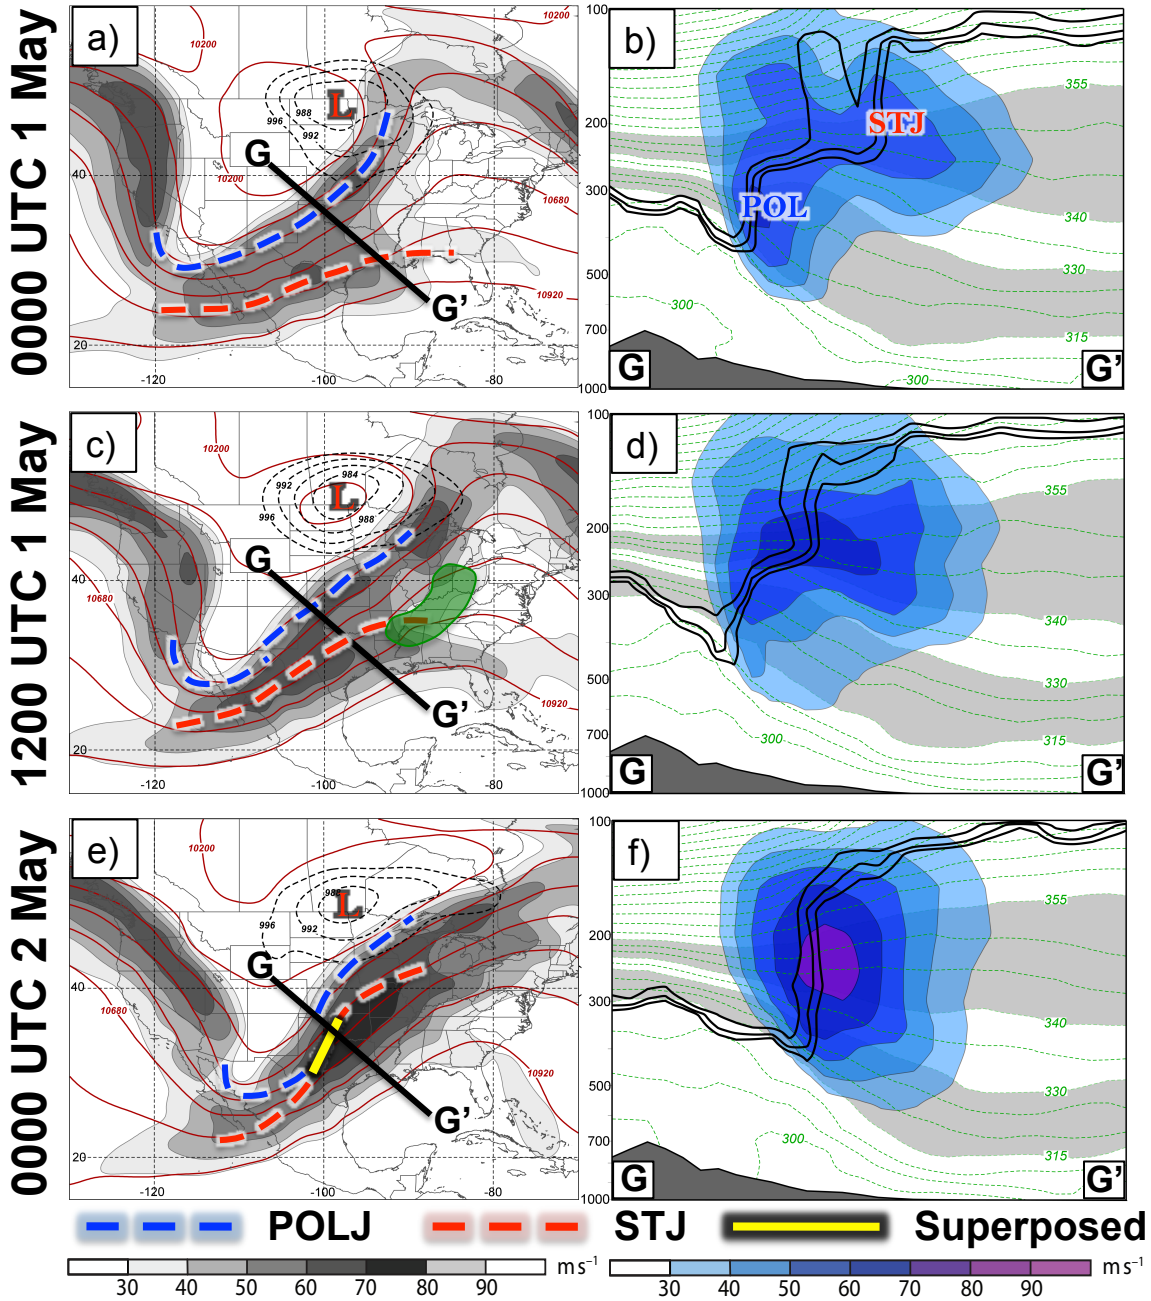 0000 UTC 1 May
a)
10200
L
988
996
992
G
10200
40
10680
10920
G'
20
-120
-100
-80
10200
b)
100
200
300
500
700
1000
355
STJ
POL
340
330
315
300
300
G
G'
1200 UTC 1 May
c)
10200
984
992
L
996
988
G
40
10680
10920
G'
20
-120
-100
-80
d)
100
200
300
500
700
1000
355
340
330
315
300
G
G'
0000 UTC 2 May
e)
10200
988
L
996
992
G
40
10680
10920
G'
20
-120
-100
-80
f)
100
200
300
500
700
1000
355
340
330
315
300
G
G'
POLJ STJ Superposed
30 40 50 60 70 80 90 m s⁻¹
30 40 50 60 70 80 90 m s⁻¹